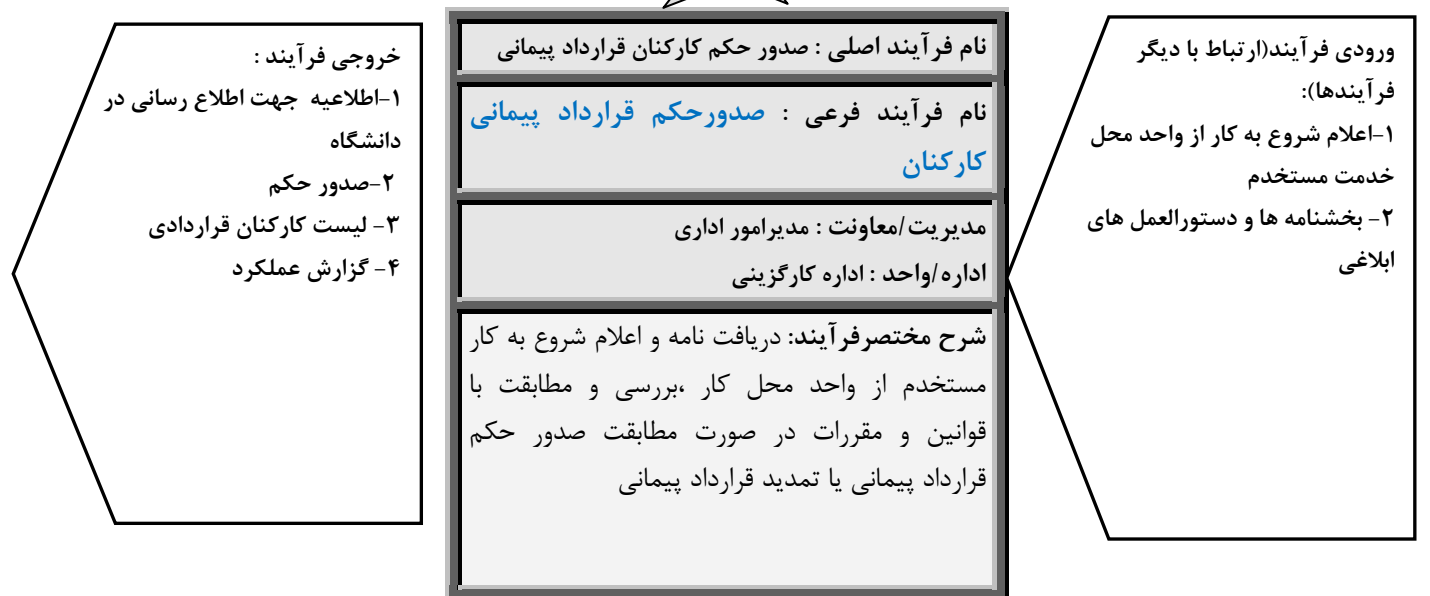 ورودی فرآیند(ارتباط با دیگر
فرآیندها):
۱-اعلام شروع به کار از واحد محل
خدمت مستخدم
۲- بخشنامه ها و دستورالعمل های
ابلاغی
نام فرآیند اصلی : صدور حکم کارکنان قرارداد پیمانی
نام فرآیند فرعی : صدورحکم قرارداد پیمانی
کارکنان
مدیریت/معاونت : مدیرامور اداری
اداره/واحد : اداره کارگزینی
شرح مختصرفرآیند: دریافت نامه و اعلام شروع به کار
مستخدم از واحد محل کار ،بررسی و مطابقت با
قوانین و مقررات در صورت مطابقت صدور حکم
قرارداد پیمانی یا تمدید قرارداد پیمانی
خروجی فرآیند :
۱-اطلاعیه جهت اطلاع رسانی در
دانشگاه
۲-صدور حکم
۳- لیست کارکنان قراردادی
۴- گزارش عملکرد